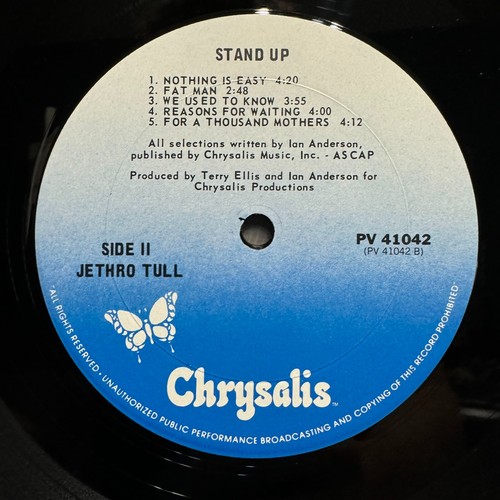 STAND UP
1. NOTHING IS EASY 4:20
2. FAT MAN 2:48
3. WE USED TO KNOW 3:55
4. REASONS FOR WAITING 4:00
5. FOR A THOUSAND MOTHERS 4:12
All selections written by Ian Anderson,
published by Chrysalis Music, Inc. - ASCAP
Produced by Terry Ellis and Ian Anderson for
Chrysalis Productions
SIDE II
JETHRO TULL
PV 41042
(PV 41042 B)
Chrysalis™
"ALL RIGHTS RESERVED • UNAUTHORIZED PUBLIC PERFORMANCE BROADCASTING AND COPYING OF THIS RECORD PROHIBITED"